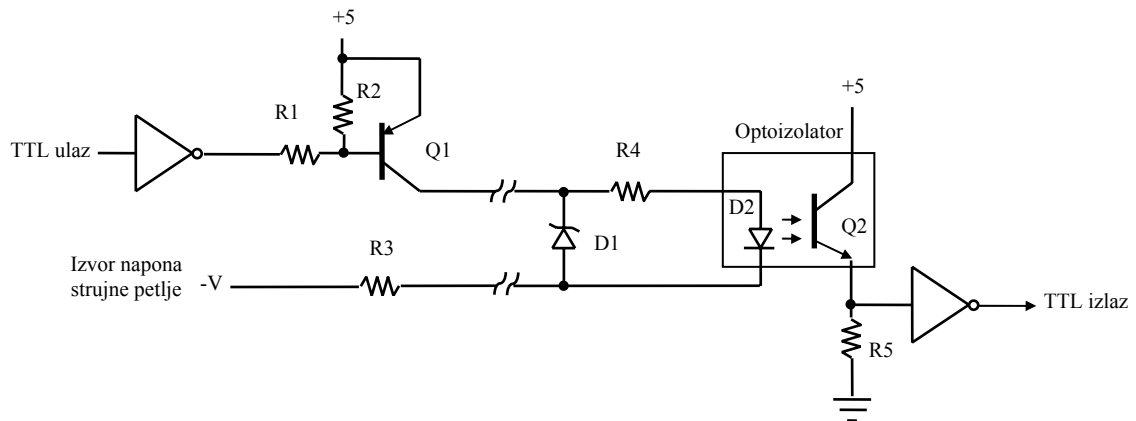 +5
R2
R1
TTL ulaz
Q1
+5
Optoizolator
R4
D2
Q2
D1
R3
Izvor napona
strujne petlje
-V
TTL izlaz
R5